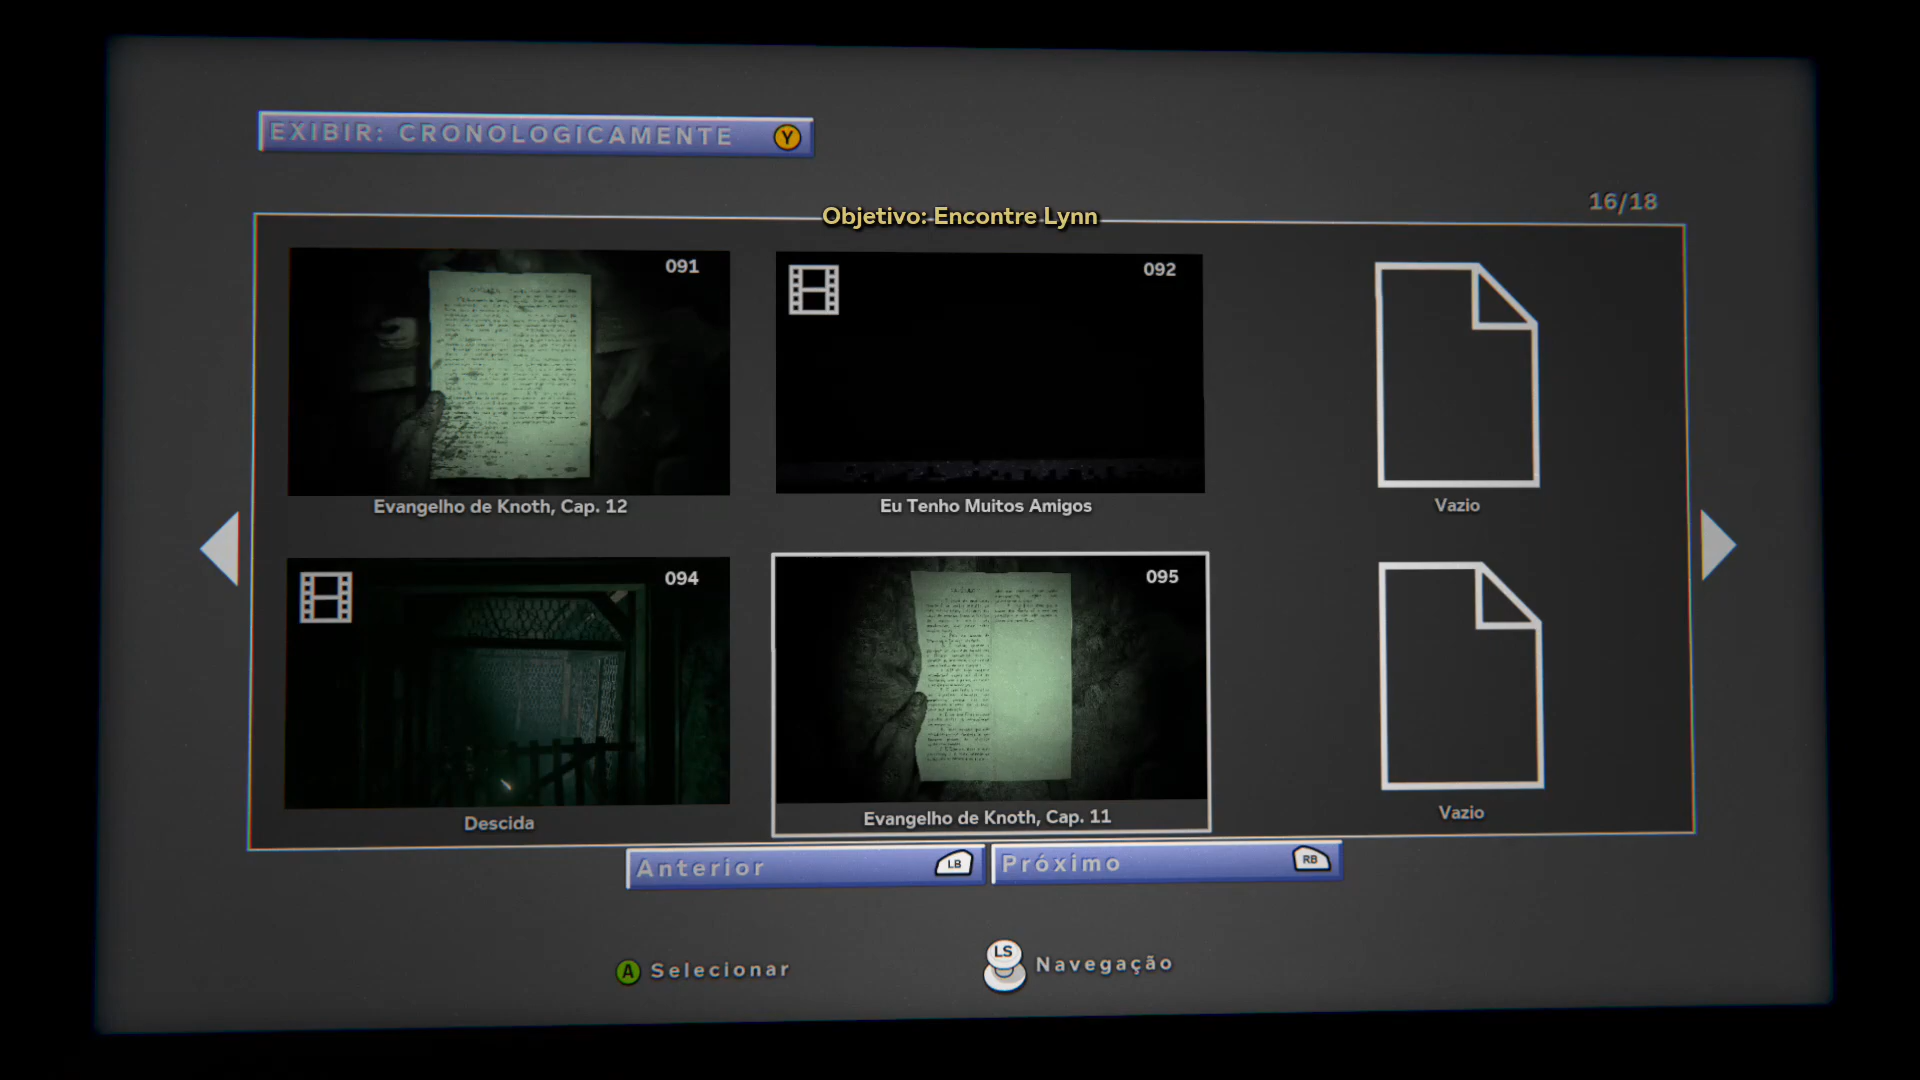 EXIBIR: CRONOLOGICAMENTE Y
16/18
Objetivo: Encontre Lynn
091
092
Evangelho de Knoth, Cap. 12
Eu Tenho Muitos Amigos
Vazio
094
095
Descida
Evangelho de Knoth, Cap. 11
Vazio
Anterior LB
Próximo RB
A Selecionar
LS Navegação